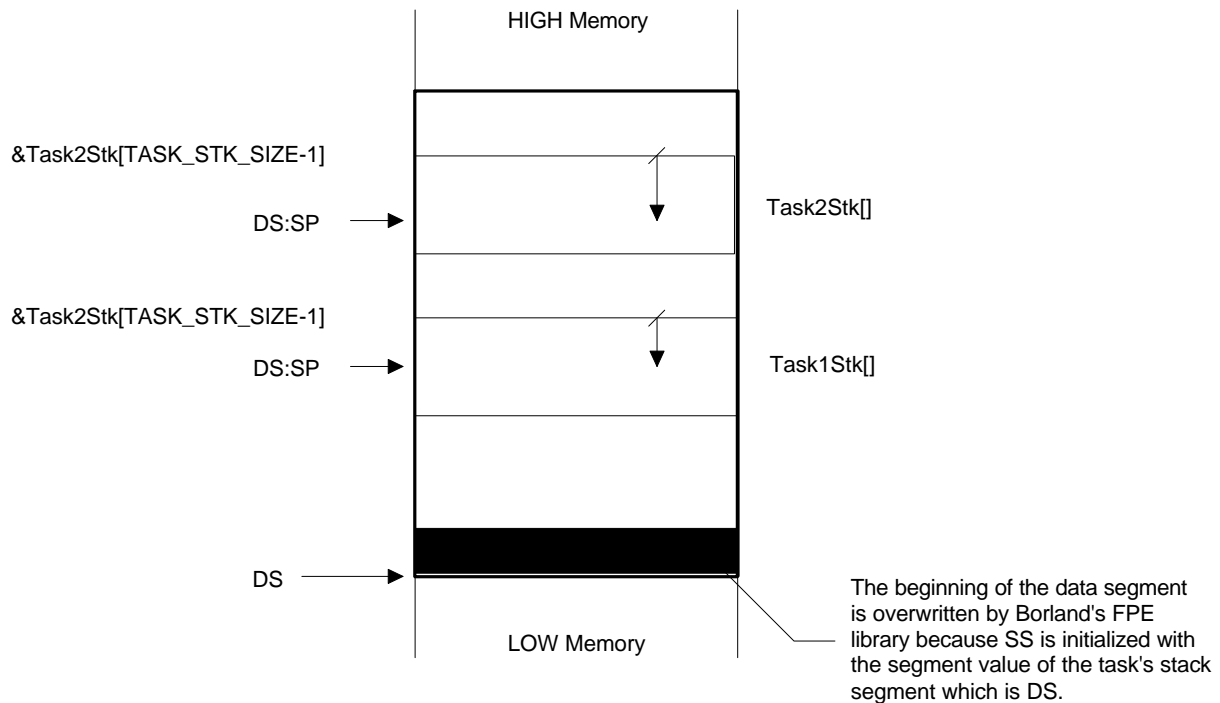 HIGH Memory
&Task2Stk[TASK_STK_SIZE-1]
DS:SP
Task2Stk[]
&Task2Stk[TASK_STK_SIZE-1]
DS:SP
Task1Stk[]
DS
LOW Memory
The beginning of the data segment
is overwritten by Borland's FPE
library because SS is initialized with
the segment value of the task's stack
segment which is DS.